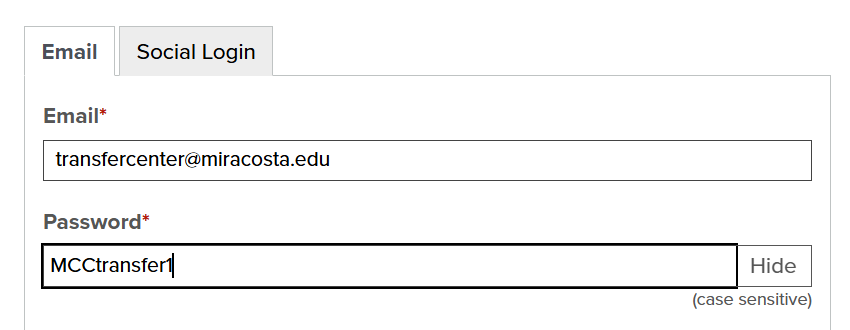 Email Social Login
Email*
transfercenter@miracosta.edu
Password*
MCCtransfer1 Hide
(case sensitive)